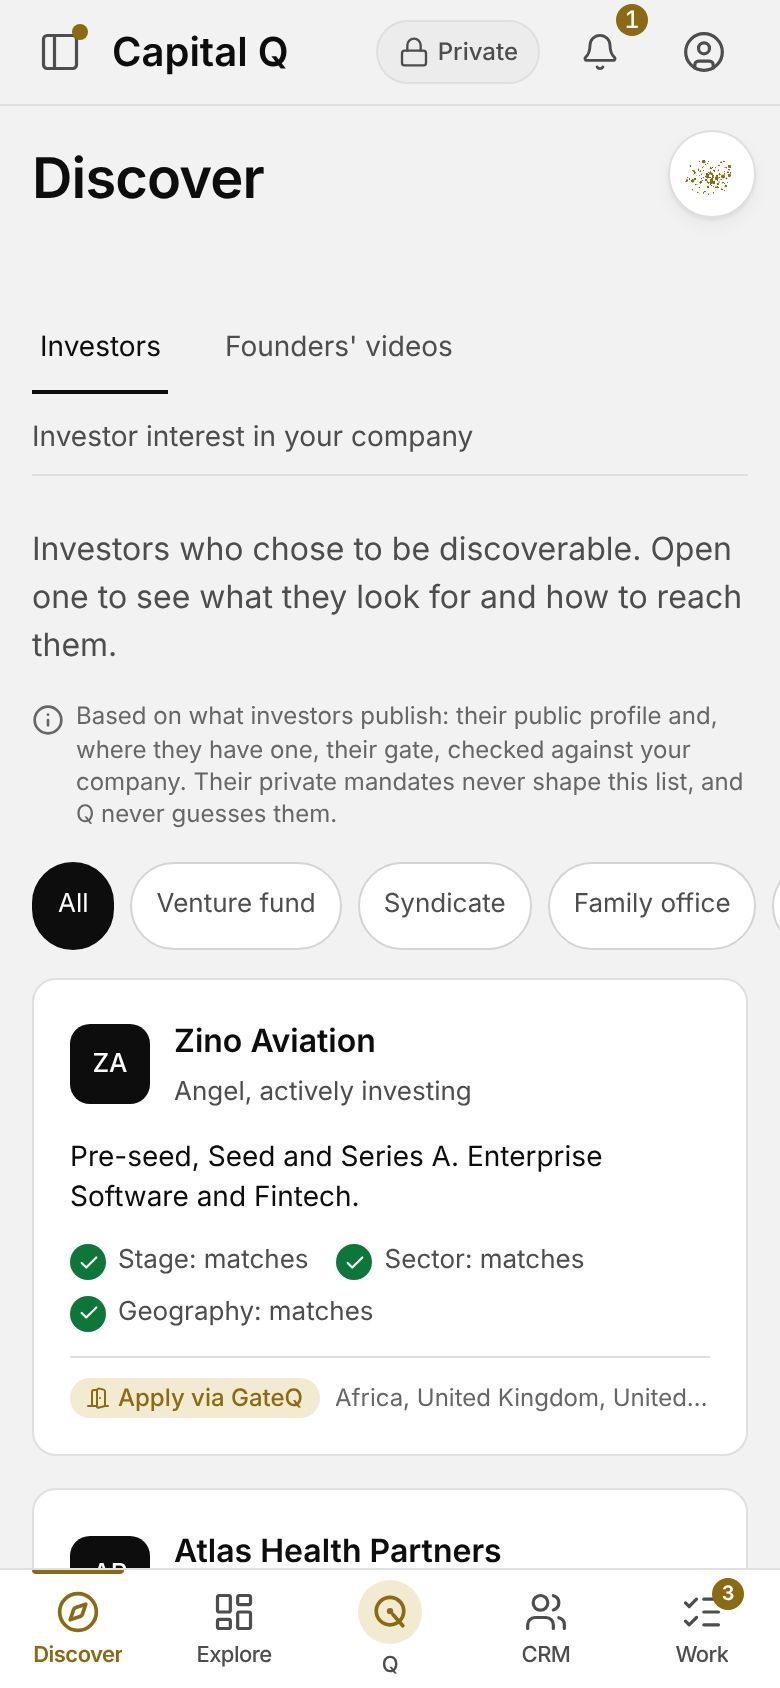 Capital Q
Private
1
Discover
Investors
Founders' videos
Investor interest in your company
Investors who chose to be discoverable. Open
one to see what they look for and how to reach
them.
Based on what investors publish: their public profile and,
where they have one, their gate, checked against your
company. Their private mandates never shape this list, and
Q never guesses them.
All
Venture fund
Syndicate
Family office
ZA
Zino Aviation
Angel, actively investing
Pre-seed, Seed and Series A. Enterprise
Software and Fintech.
Stage: matches
Sector: matches
Geography: matches
Apply via GateQ
Africa, United Kingdom, United...
Atlas Health Partners
Discover
Explore
Q
CRM
3
Work